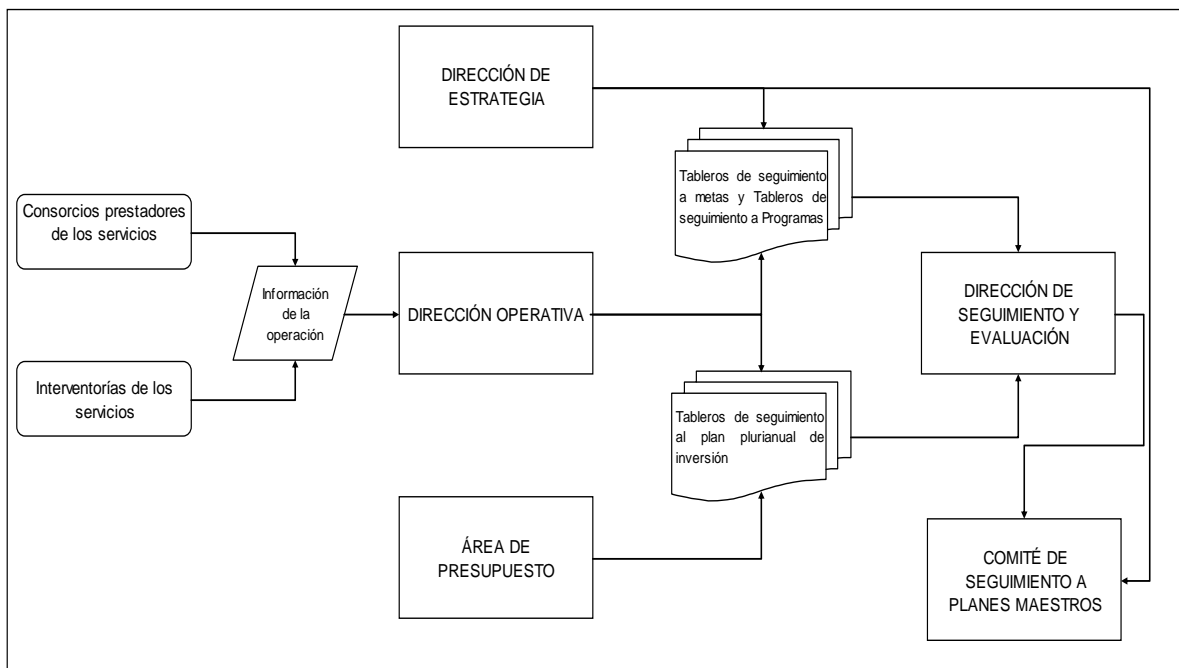 DIRECCIÓN DE
ESTRATEGIA
Tableros de seguimiento
a metas y Tableros de
seguimiento a Programas
Consorcios prestadores
de los servicios
Información
de la
operación
DIRECCIÓN OPERATIVA
DIRECCIÓN DE
SEGUIMIENTO Y
EVALUACIÓN
Interventorías de los
servicios
Tableros de seguimiento
al plan plurianual de
inversión
ÁREA DE
PRESUPUESTO
COMITÉ DE
SEGUIMIENTO A
PLANES MAESTROS